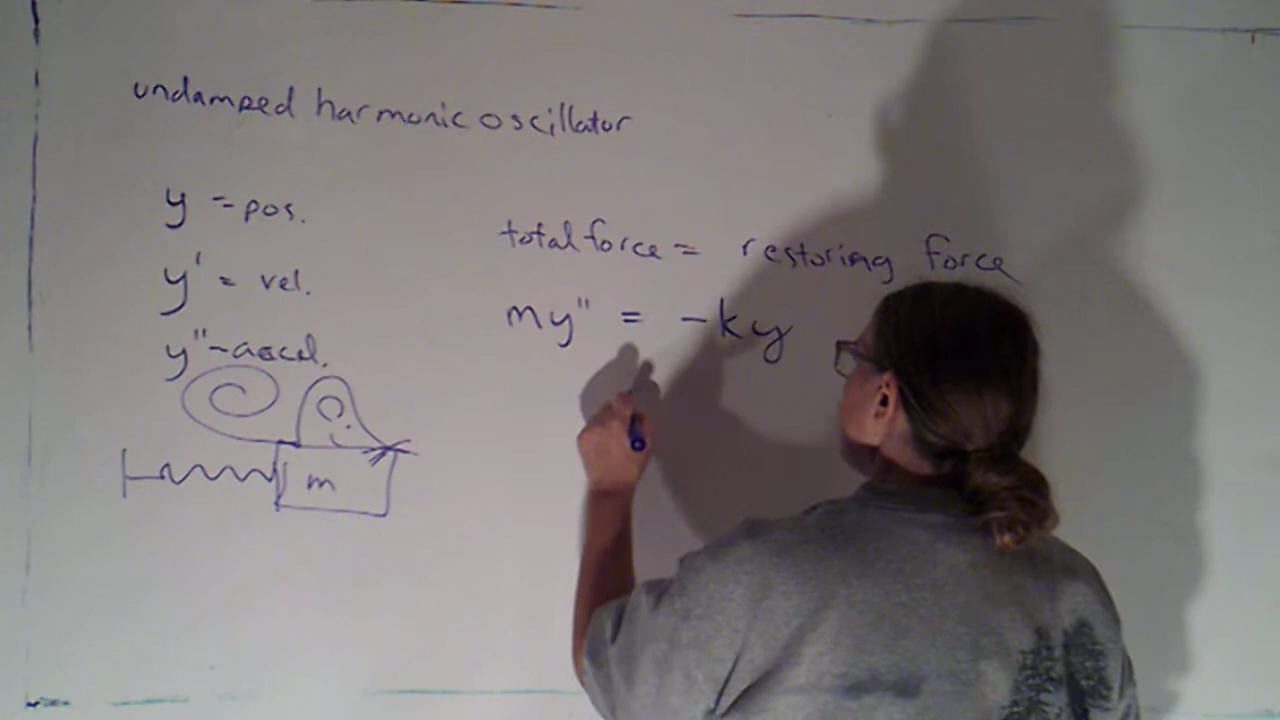 undamped harmonic oscillator
y = pos.
y' = vel.
y"-accel.
m
total force = restoring force
my" = -ky